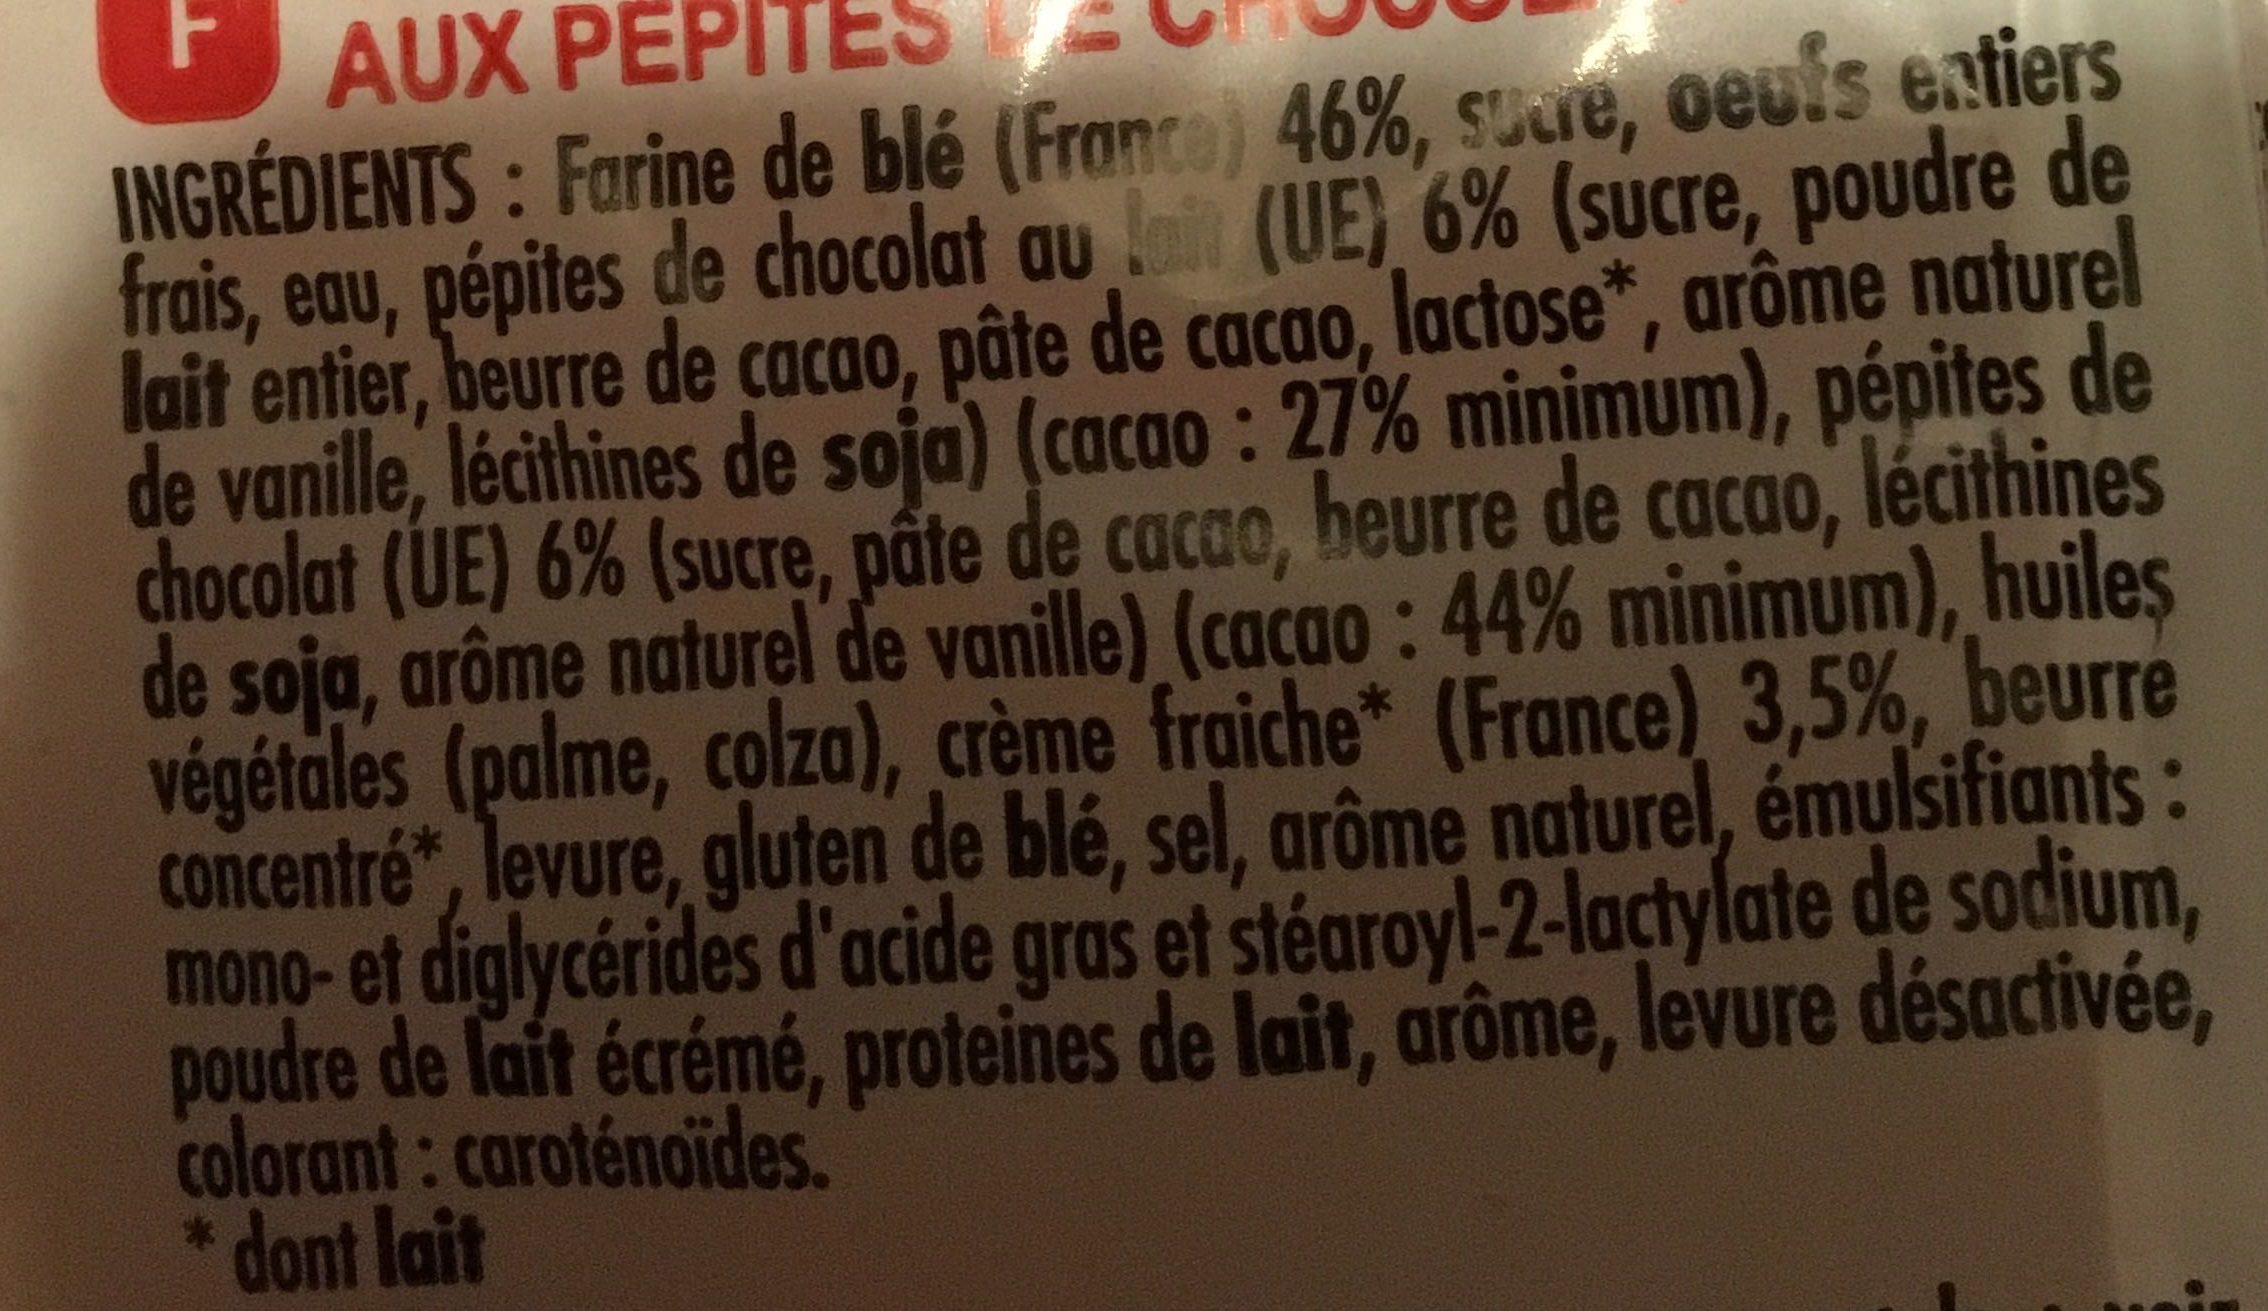 F
AUX PEPITES DE CHOCOLAT
INGRÉDIENTS : Farine de blé (France) 46%, sucre, oeufs entiers
frais, eau, pépites de chocolat au lait (UE) 6% (sucre, poudre de
lait entier, beurre de cacao, pâte de cacao, lactose*, arôme naturel
de vanille, lécithines de soja) (cacao : 27% minimum), pépites de
chocolat (UE) 6% (sucre, pâte de cacao, beurre de cacao, lécithines
de soja, arôme naturel de vanille) (cacao : 44% minimum), huiles
végétales (palme, colza), crème fraiche* (France) 3,5%, beurre
concentré*, levure, gluten de blé, sel, arôme naturel, émulsifiants :
mono- et diglycérides d'acide gras et stéaroyl-2-lactylate de sodium,
poudre de lait écrémé, proteines de lait, arôme, levure désactivée,
colorant : caroténoïdes.
* dont lait